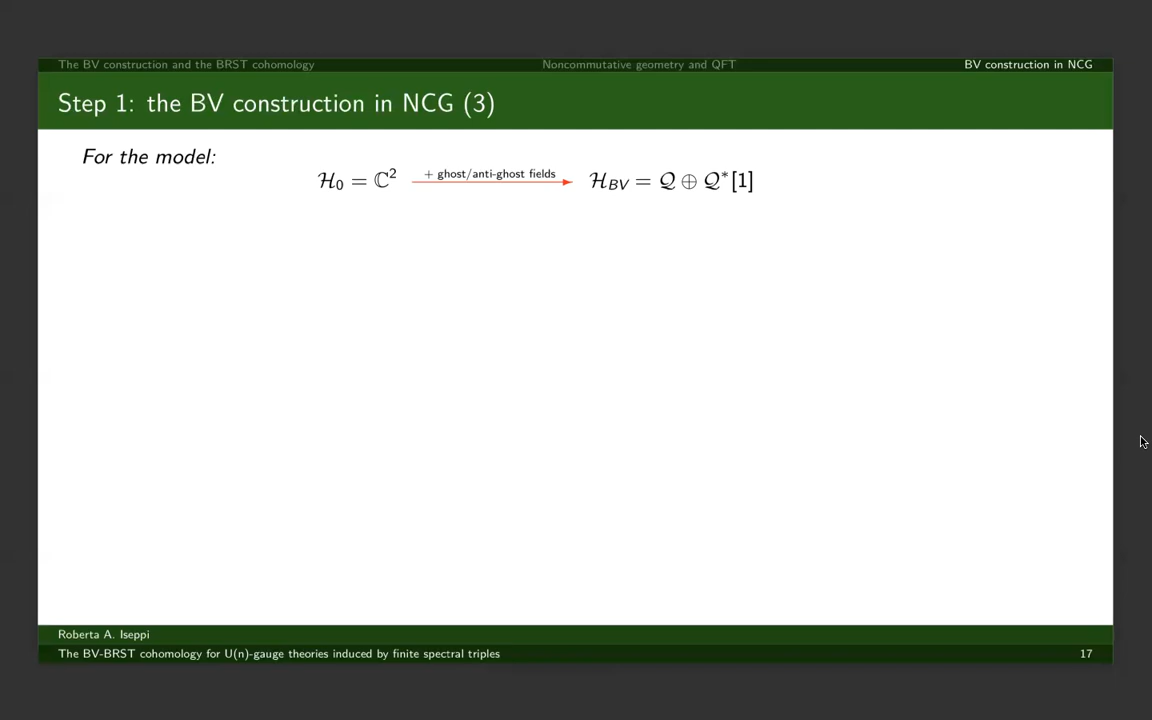 The BV construction and the BRST cohomology Noncommutative geometry and QFT BV construction in NCG
Step 1: the BV construction in NCG (3)
For the model:
ℋ₀ = ℂ² + ghost/anti-ghost fields → ℋ_BV = 𝒬 ⊕ 𝒬*[1]
Roberta A. Iseppi
The BV-BRST cohomology for U(n)-gauge theories induced by finite spectral triples 17